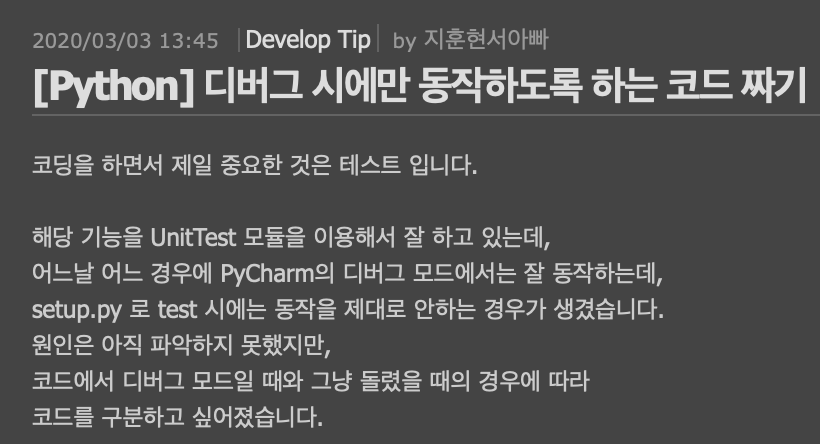 2020/03/03 13:45 Develop Tip by 지훈현서아빠
[Python] 디버그 시에만 동작하도록 하는 코드 짜기
코딩을 하면서 제일 중요한 것은 테스트 입니다.
해당 기능을 UnitTest 모듈을 이용해서 잘 하고 있는데,
어느날 어느 경우에 PyCharm의 디버그 모드에서는 잘 동작하는데,
setup.py 로 test 시에는 동작을 제대로 안하는 경우가 생겼습니다.
원인은 아직 파악하지 못했지만,
코드에서 디버그 모드일 때와 그냥 돌렸을 때의 경우에 따라
코드를 구분하고 싶어졌습니다.